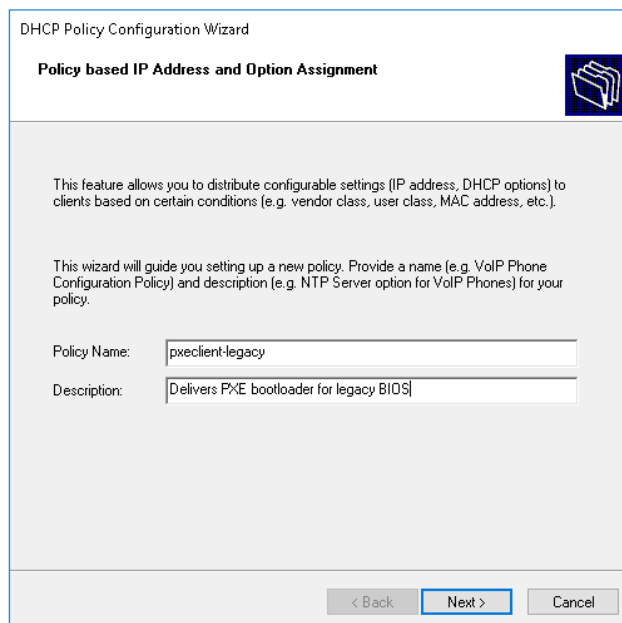 DHCP Policy Configuration Wizard
Policy based IP Address and Option Assignment
This feature allows you to distribute configurable settings (IP address, DHCP options) to
clients based on certain conditions (e.g. vendor class, user class, MAC address, etc.).
This wizard will guide you setting up a new policy. Provide a name (e.g. VoIP Phone
Configuration Policy) and description (e.g. NTP Server option for VoIP Phones) for your
policy.
Policy Name: pxeclient-legacy
Description: Delivers PXE bootloader for legacy BIOS
< Back Next > Cancel